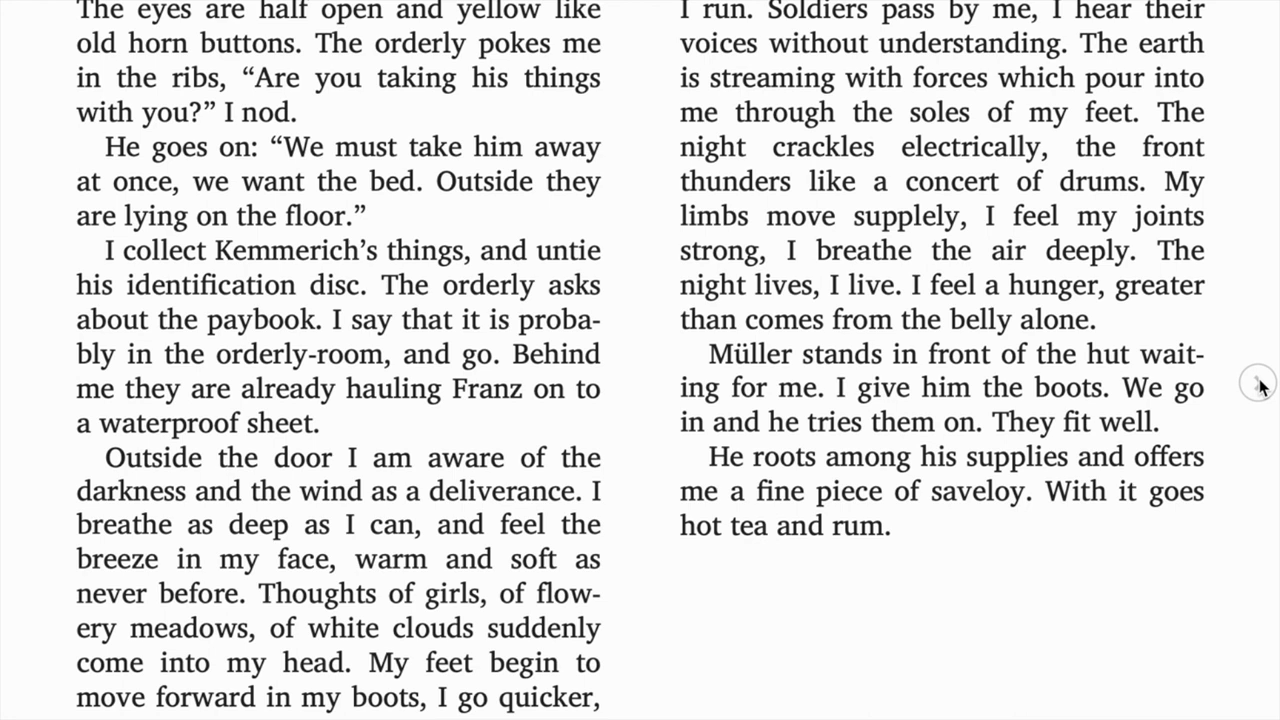 The eyes are half open and yellow like
old horn buttons. The orderly pokes me
in the ribs, “Are you taking his things
with you?” I nod.
He goes on: “We must take him away
at once, we want the bed. Outside they
are lying on the floor.”
I collect Kemmerich’s things, and untie
his identification disc. The orderly asks
about the paybook. I say that it is proba-
bly in the orderly-room, and go. Behind
me they are already hauling Franz on to
a waterproof sheet.
Outside the door I am aware of the
darkness and the wind as a deliverance. I
breathe as deep as I can, and feel the
breeze in my face, warm and soft as
never before. Thoughts of girls, of flow-
ery meadows, of white clouds suddenly
come into my head. My feet begin to
move forward in my boots, I go quicker,
I run. Soldiers pass by me, I hear their
voices without understanding. The earth
is streaming with forces which pour into
me through the soles of my feet. The
night crackles electrically, the front
thunders like a concert of drums. My
limbs move supplely, I feel my joints
strong, I breathe the air deeply. The
night lives, I live. I feel a hunger, greater
than comes from the belly alone.
Müller stands in front of the hut wait-
ing for me. I give him the boots. We go
in and he tries them on. They fit well.
He roots among his supplies and offers
me a fine piece of saveloy. With it goes
hot tea and rum.